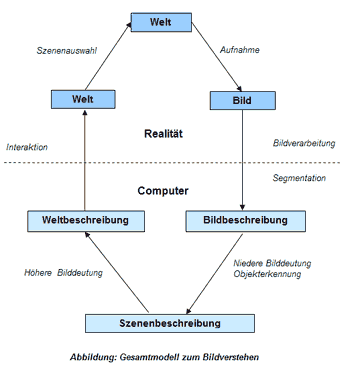 Welt
Szenenauswahl
Aufnahme
Welt
Bild
Realität
Interaktion
Bildverarbeitung
Segmentation
Computer
Weltbeschreibung
Bildbeschreibung
Höhere Bilddeutung
Niedere Bilddeutung
Objekterkennung
Szenenbeschreibung
Abbildung: Gesamtmodell zum Bildverstehen